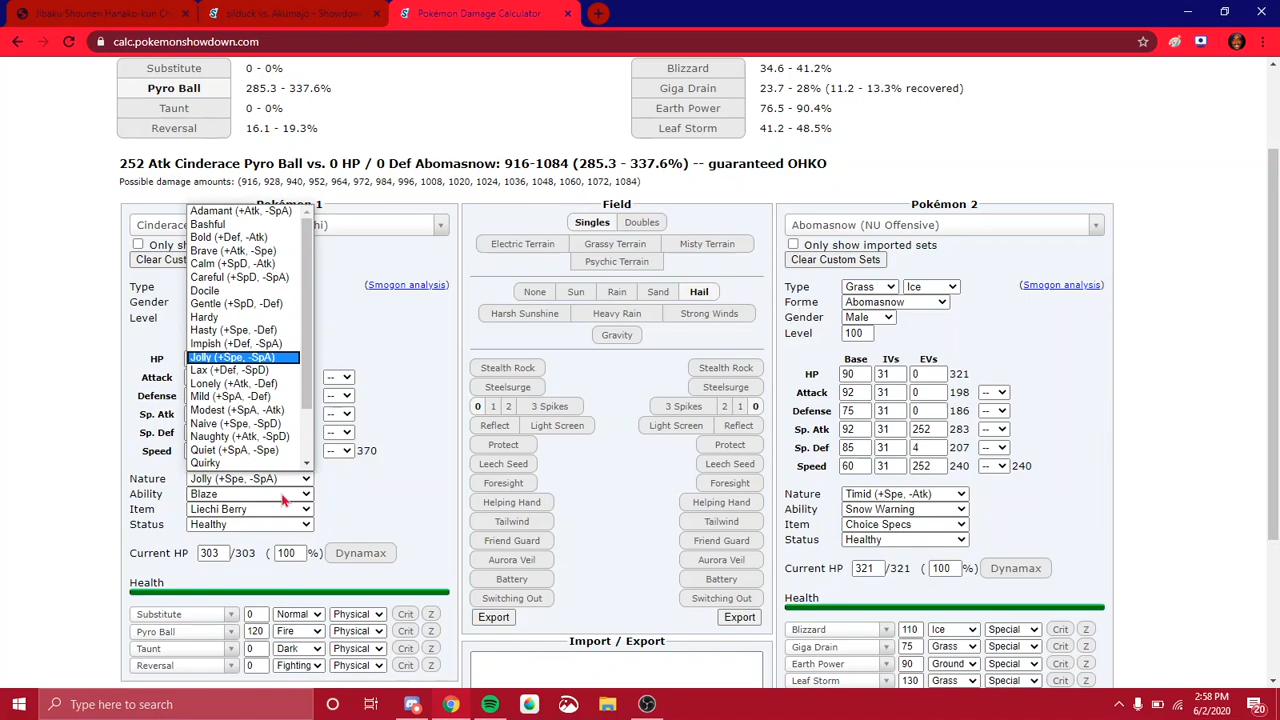 Jibaku Shounen Hanako-kun Ch
silduck vs. Akumajo - Showdown
Pokémon Damage Calculator
calc.pokemonshowdown.com
Substitute 0 - 0%
Pyro Ball 285.3 - 337.6%
Taunt 0 - 0%
Reversal 16.1 - 19.3%
Blizzard 34.6 - 41.2%
Giga Drain 23.7 - 28% (11.2 - 13.3% recovered)
Earth Power 76.5 - 90.4%
Leaf Storm 41.2 - 48.5%
252 Atk Cinderace Pyro Ball vs. 0 HP / 0 Def Abomasnow: 916-1084 (285.3 - 337.6%) -- guaranteed OHKO
Possible damage amounts: (916, 928, 940, 952, 964, 972, 984, 996, 1008, 1020, 1024, 1036, 1048, 1060, 1072, 1084)
1
Cinderace hi)
Only sh
Clear Custo
Type (Smogon analysis)
Gender
Level
HP
Attack --
Defense --
Sp. Atk --
Sp. Def --
Speed -- 370
Adamant (+Atk, -SpA)
Bashful
Bold (+Def, -Atk)
Brave (+Atk, -Spe)
Calm (+SpD, -Atk)
Careful (+SpD, -SpA)
Docile
Gentle (+SpD, -Def)
Hardy
Hasty (+Spe, -Def)
Impish (+Def, -SpA)
Jolly (+Spe, -SpA)
Lax (+Def, -SpD)
Lonely (+Atk, -Def)
Mild (+SpA, -Def)
Modest (+SpA, -Atk)
Naive (+Spe, -SpD)
Naughty (+Atk, -SpD)
Quiet (+SpA, -Spe)
Quirky
Nature Jolly (+Spe, -SpA)
Ability Blaze
Item Liechi Berry
Status Healthy
Current HP 303 /303 ( 100 %) Dynamax
Health
Substitute 0 Normal Physical Crit Z
Pyro Ball 120 Fire Physical Crit Z
Taunt 0 Dark Physical Crit Z
Reversal 0 Fighting Physical Crit Z
Field
Singles Doubles
Electric Terrain Grassy Terrain Misty Terrain
Psychic Terrain
None Sun Rain Sand Hail
Harsh Sunshine Heavy Rain Strong Winds
Gravity
Stealth Rock Stealth Rock
Steelsurge Steelsurge
0 1 2 3 Spikes 3 Spikes 2 1 0
Reflect Light Screen Light Screen Reflect
Protect Protect
Leech Seed Leech Seed
Foresight Foresight
Helping Hand Helping Hand
Tailwind Tailwind
Friend Guard Friend Guard
Aurora Veil Aurora Veil
Battery Battery
Switching Out Switching Out
Export Export
Import / Export
Pokémon 2
Abomasnow (NU Offensive)
Only show imported sets
Clear Custom Sets
Type Grass Ice (Smogon analysis)
Forme Abomasnow
Gender Male
Level 100
Base IVs EVs
HP 90 31 0 321
Attack 92 31 0 198 --
Defense 75 31 0 186 --
Sp. Atk 92 31 252 283 --
Sp. Def 85 31 4 207 --
Speed 60 31 252 240 -- 240
Nature Timid (+Spe, -Atk)
Ability Snow Warning
Item Choice Specs
Status Healthy
Current HP 321 /321 ( 100 %) Dynamax
Health
Blizzard 110 Ice Special Crit Z
Giga Drain 75 Grass Special Crit Z
Earth Power 90 Ground Special Crit Z
Leaf Storm 130 Grass Special Crit Z
Type here to search
2:58 PM
6/2/2020
20